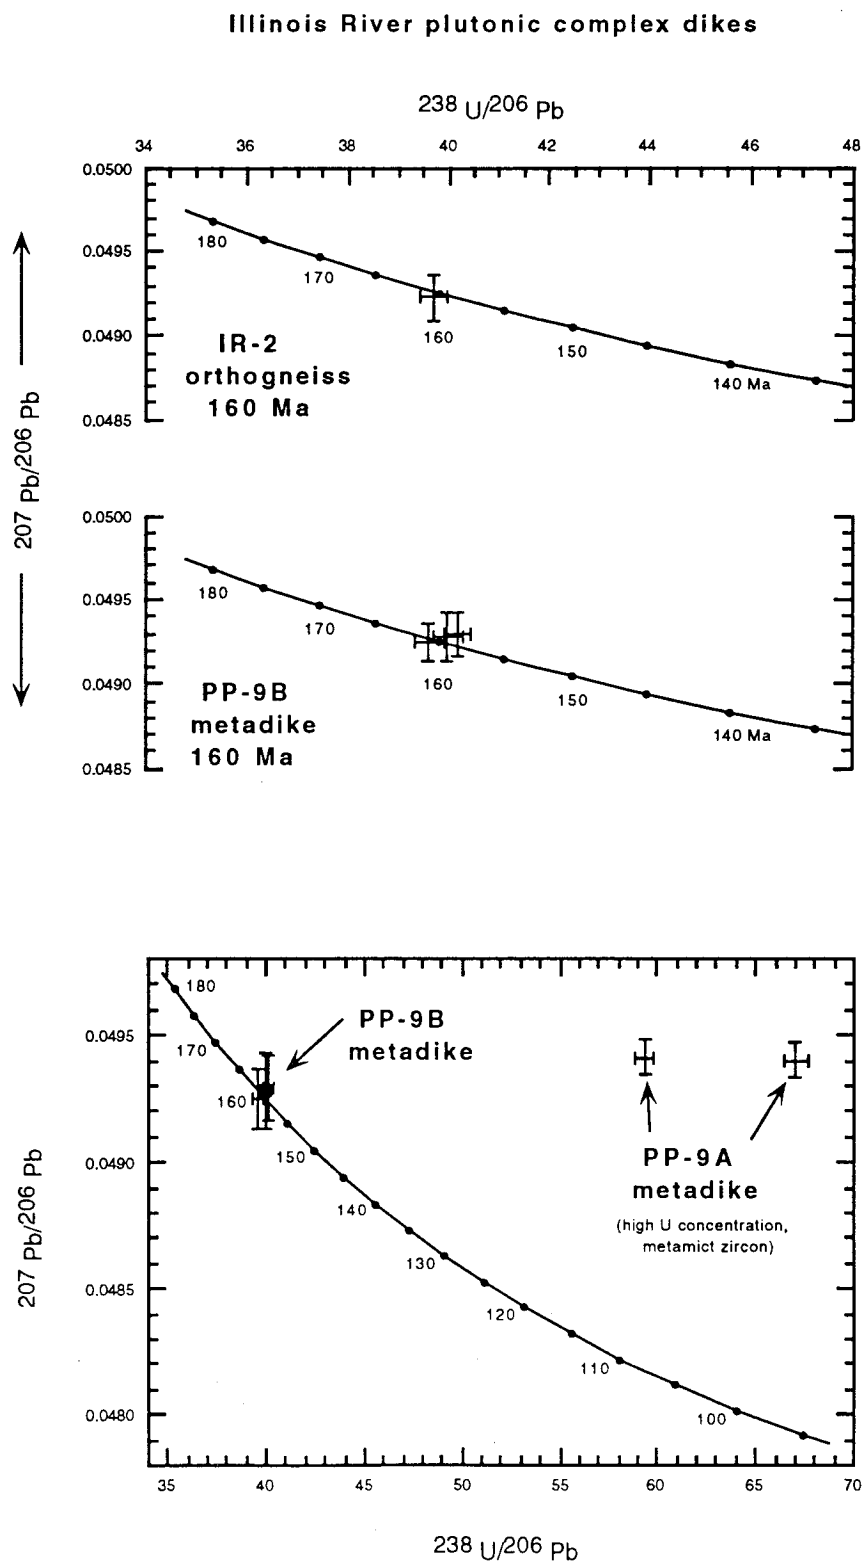 Illinois River plutonic complex dikes
238 U/206 Pb
34 36 38 40 42 44 46 48
0.0500
0.0495
0.0490
0.0485
180
170
160
150
140 Ma
IR-2
orthogneiss
160 Ma
207 Pb/206 Pb
0.0500
0.0495
0.0490
0.0485
180
170
160
150
140 Ma
PP-9B
metadike
160 Ma
0.0495
0.0490
0.0485
0.0480
207 Pb/206 Pb
180
170
160
150
140
130
120
110
100
PP-9B
metadike
PP-9A
metadike
(high U concentration,
metamict zircon)
35 40 45 50 55 60 65 70
238 U/206 Pb